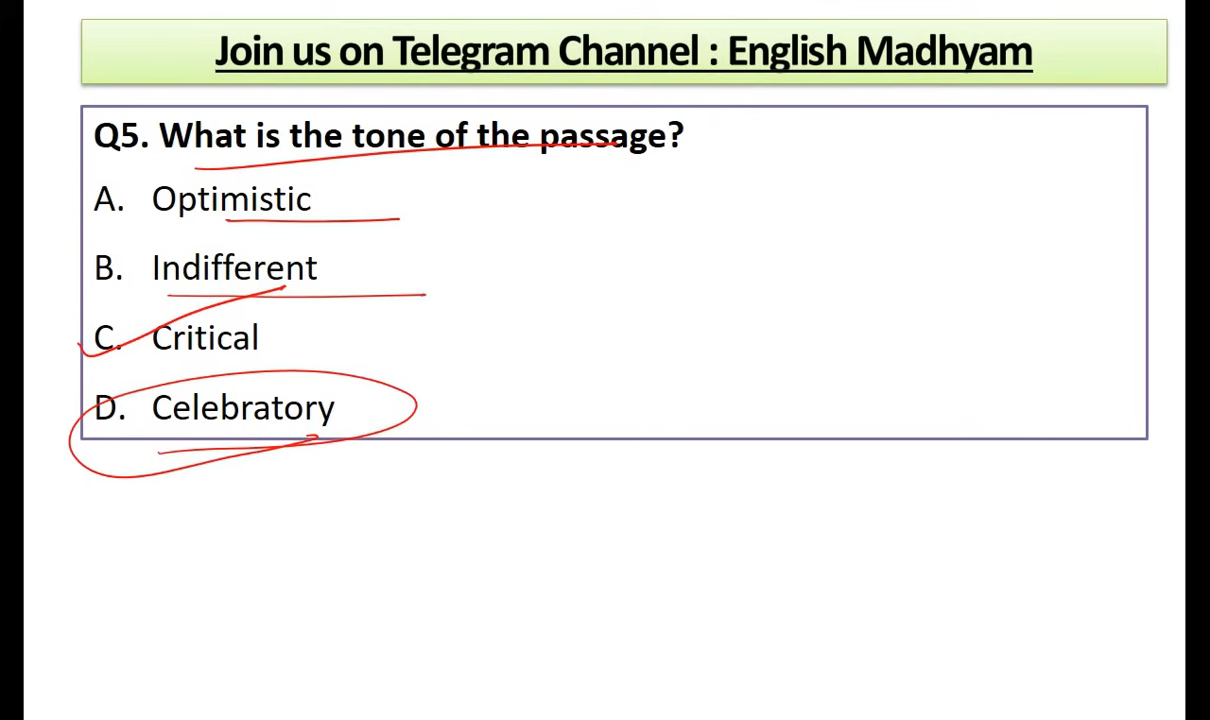 Join us on Telegram Channel : English Madhyam
Q5. What is the tone of the passage?
A. Optimistic
B. Indifferent
C. Critical
D. Celebratory